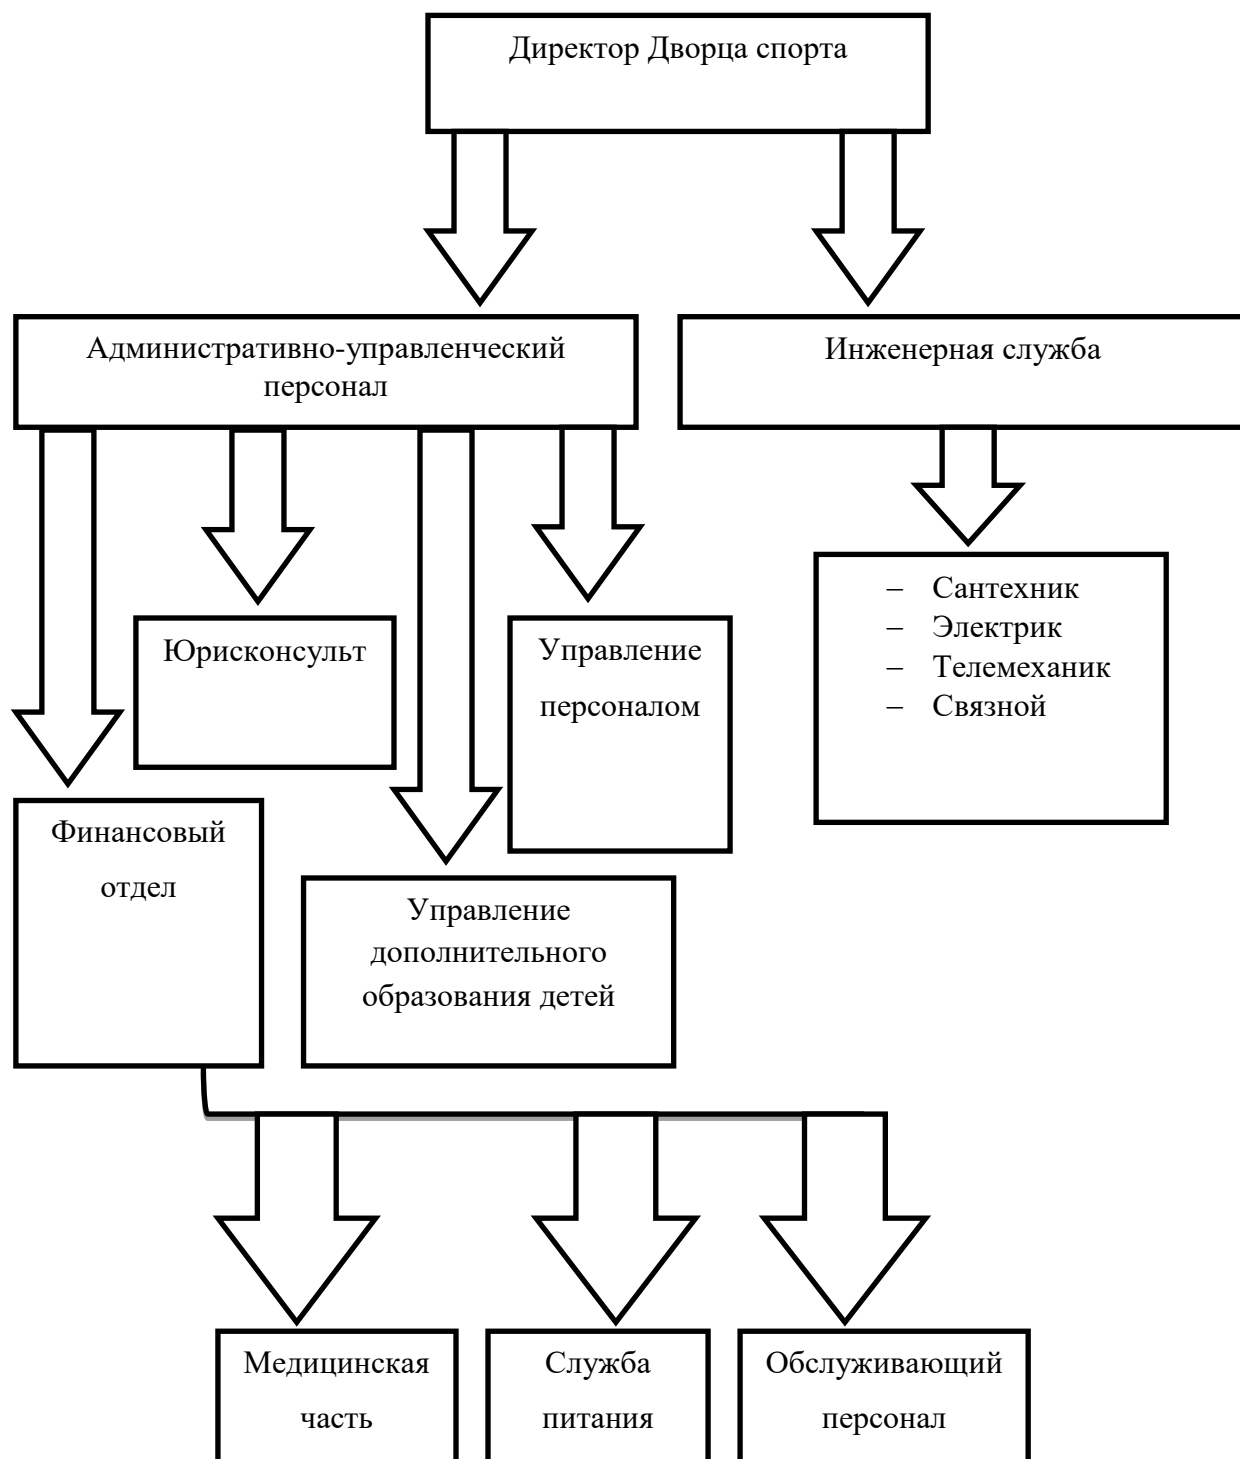 Директор Дворца спорта
Административно-управленческий
персонал
Инженерная служба
– Сантехник
– Электрик
– Телемеханик
– Связной
Юрисконсульт
Управление
персоналом
Финансовый
отдел
Управление
дополнительного
образования детей
Медицинская
часть
Служба
питания
Обслуживающий
персонал